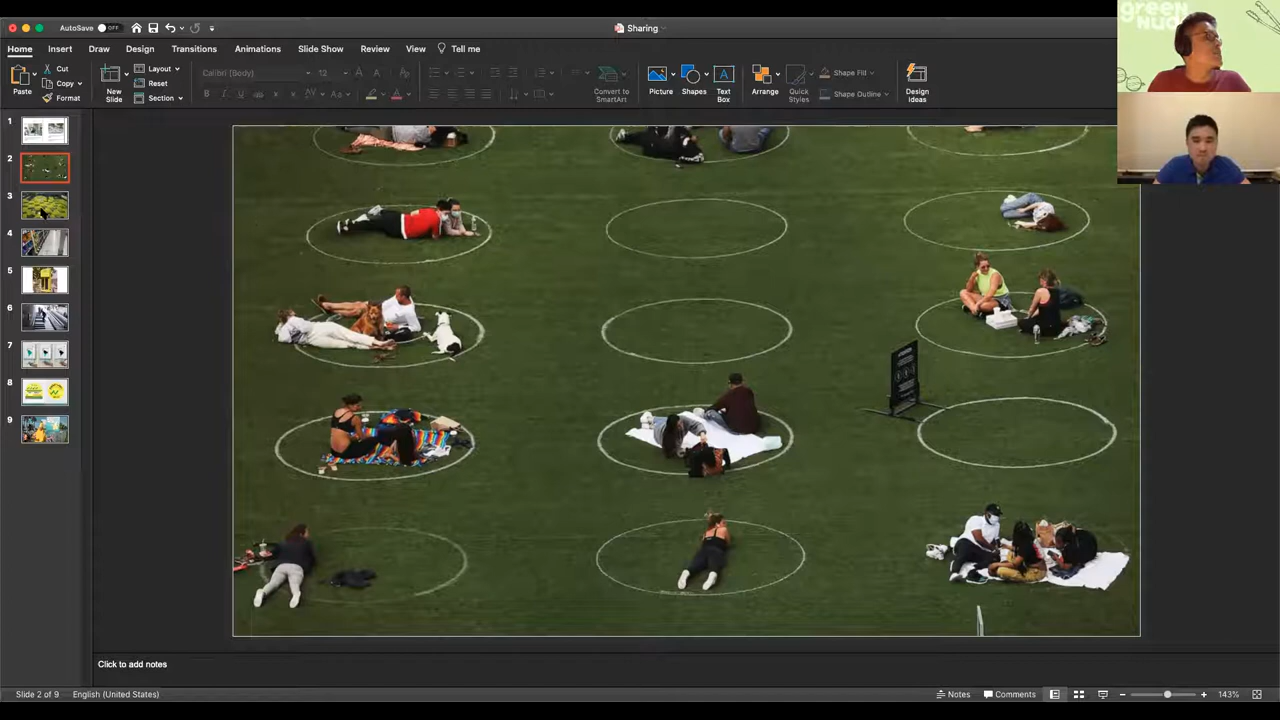 AutoSave OFF
Sharing
green
Home Insert Draw Design Transitions Animations Slide Show Review View Tell me
Paste
Cut
Copy
Format
New Slide
Layout
Reset
Section
Calibri (Body) 12
Convert to SmartArt
Picture
Shapes
Text Box
Arrange
Quick Styles
Shape Fill
Shape Outline
Design Ideas
1
2
3
4
5
6
7
8
9
Click to add notes
Slide 2 of 9 English (United States) Notes Comments 143%